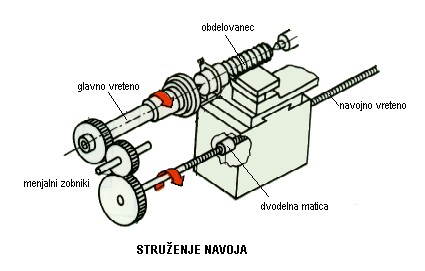 obdelovanec
glavno vreteno
navojno vreteno
menjalni zobniki
dvodelna matica
STRUŽENJE NAVOJA